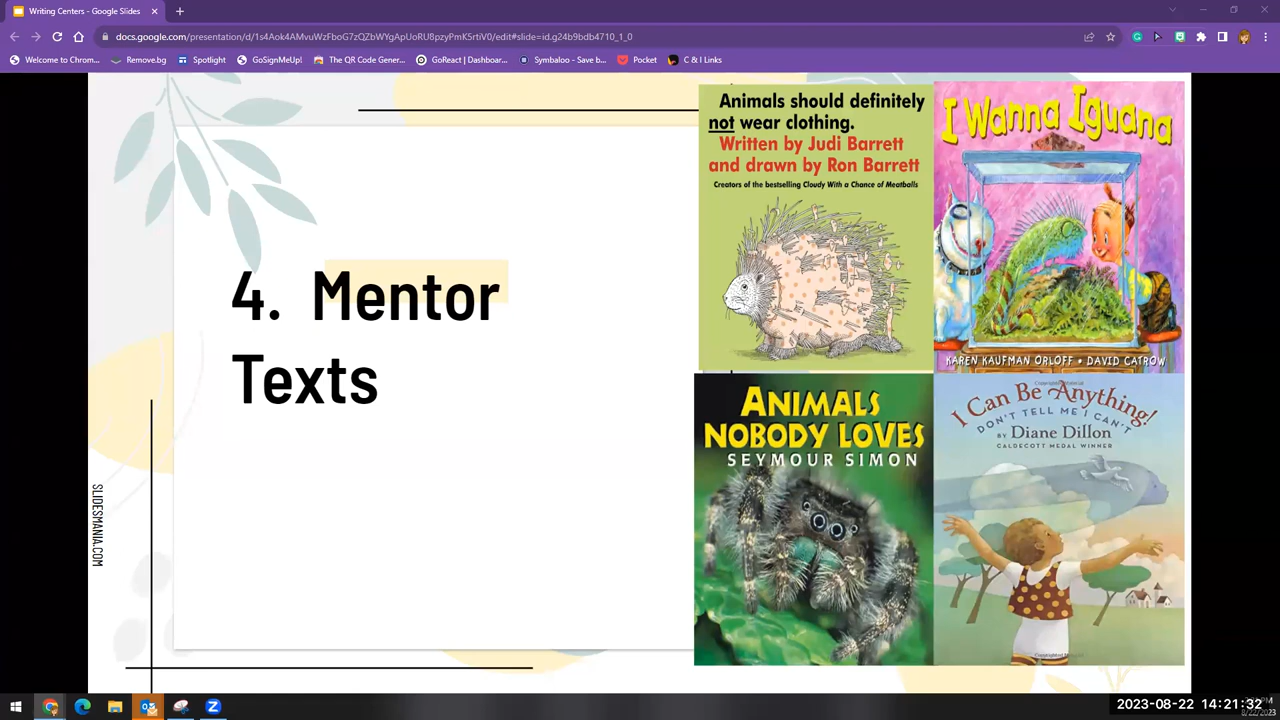 Writing Centers - Google Slides
docs.google.com/presentation/d/1s4Aok4AMvuWzFboG7zQZbWYgApUoRU8pzyPmK5rtiV0/edit#slide=id.g24b9bdb4710_1_0
Welcome to Chrom...
Remove.bg
Spotlight
GoSignMeUp!
The QR Code Gener...
GoReact | Dashboar...
Symbaloo - Save b...
Pocket
C & I Links
4. Mentor
Texts
Animals should definitely
not wear clothing.
Written by Judi Barrett
and drawn by Ron Barrett
Creators of the bestselling Cloudy With a Chance of Meatballs
I Wanna Iguana
KAREN KAUFMAN ORLOFF • DAVID CATROW
ANIMALS
NOBODY LOVES
SEYMOUR SIMON
I Can Be Anything!
DON'T TELL ME I CAN'T
BY Diane Dillon
CALDECOTT MEDAL WINNER
SLIDESMANIA.COM
2023-08-22 14:21:32
8/22/2023